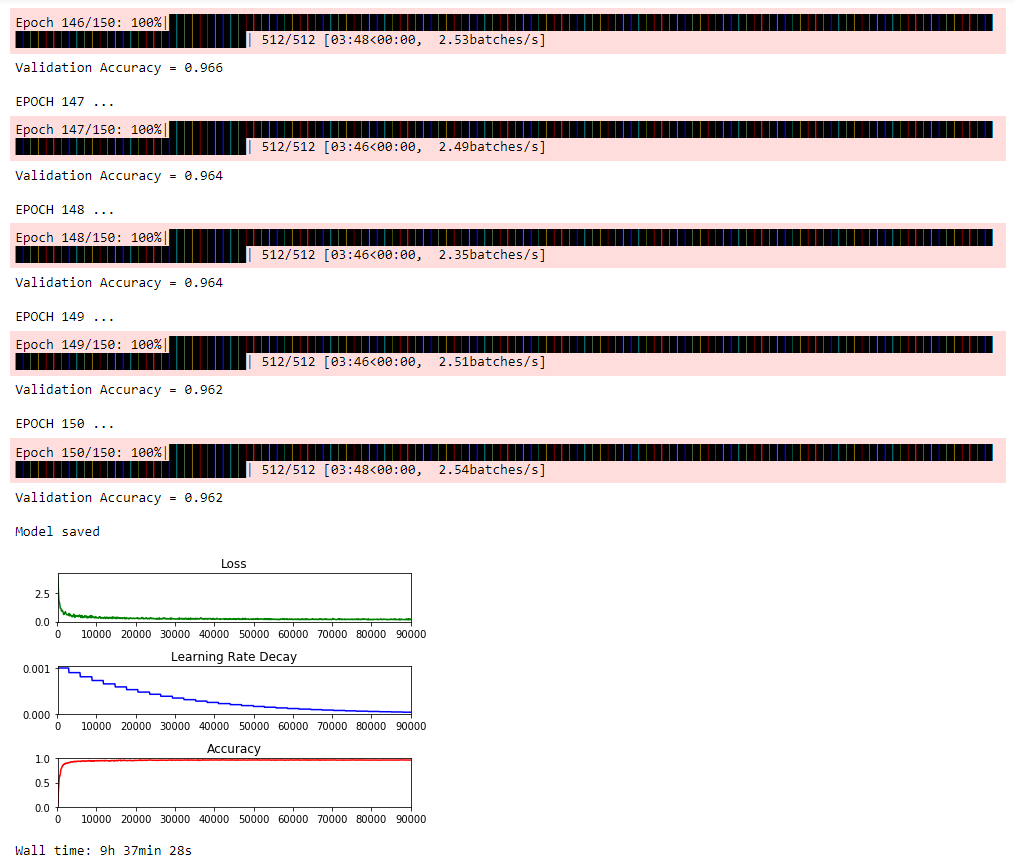 Epoch 146/150: 100%|
| 512/512 [03:48<00:00, 2.53batches/s]
Validation Accuracy = 0.966
EPOCH 147 ...
Epoch 147/150: 100%|
| 512/512 [03:46<00:00, 2.49batches/s]
Validation Accuracy = 0.964
EPOCH 148 ...
Epoch 148/150: 100%|
| 512/512 [03:46<00:00, 2.35batches/s]
Validation Accuracy = 0.964
EPOCH 149 ...
Epoch 149/150: 100%|
| 512/512 [03:46<00:00, 2.51batches/s]
Validation Accuracy = 0.962
EPOCH 150 ...
Epoch 150/150: 100%|
| 512/512 [03:48<00:00, 2.54batches/s]
Validation Accuracy = 0.962
Model saved
Loss
2.5
0.0
0 10000 20000 30000 40000 50000 60000 70000 80000 90000
Learning Rate Decay
0.001
0.000
0 10000 20000 30000 40000 50000 60000 70000 80000 90000
Accuracy
1.0
0.5
0.0
0 10000 20000 30000 40000 50000 60000 70000 80000 90000
Wall time: 9h 37min 28s